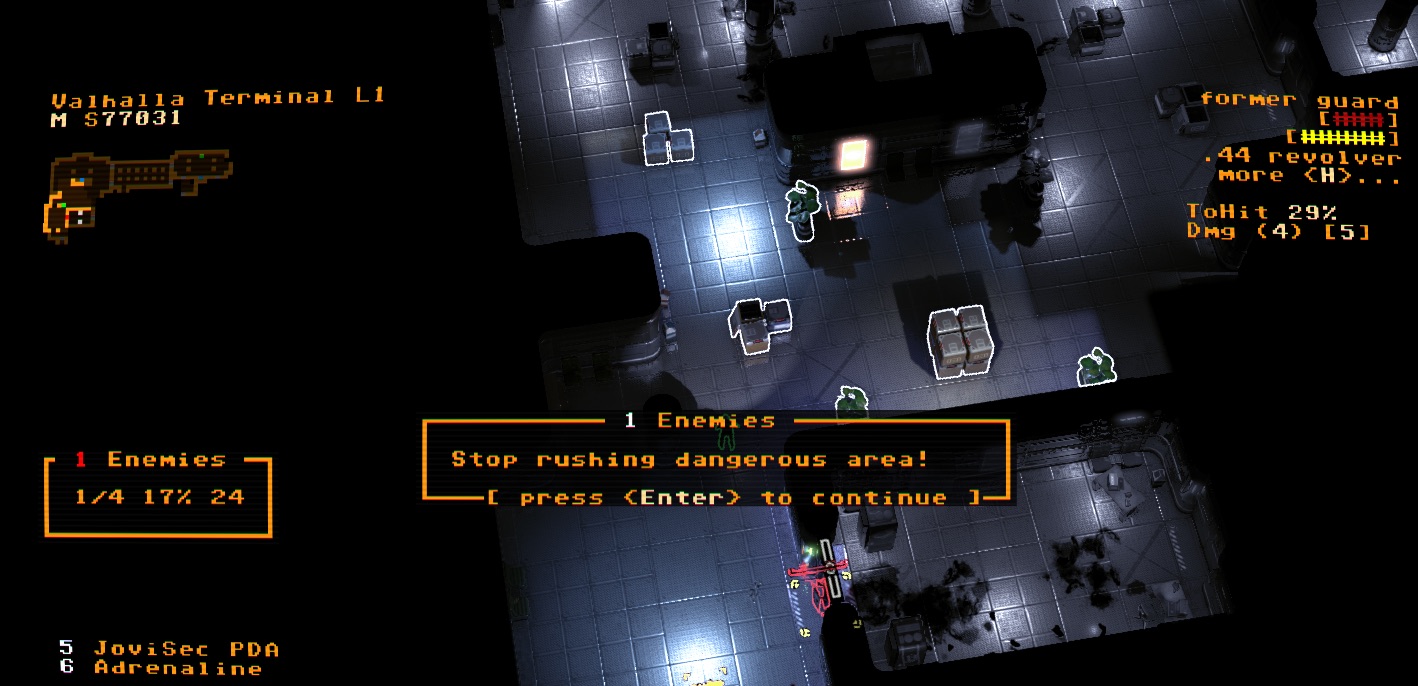 Valhalla Terminal L1
M S77031
former guard
[#####]
[########]
.44 revolver
more <H>...
ToHit 29%
Dmg (4) [5]
1 Enemies
Stop rushing dangerous area!
[ press <Enter> to continue ]
1 Enemies
1/4 17% 24
5 JoviSec PDA
6 Adrenaline